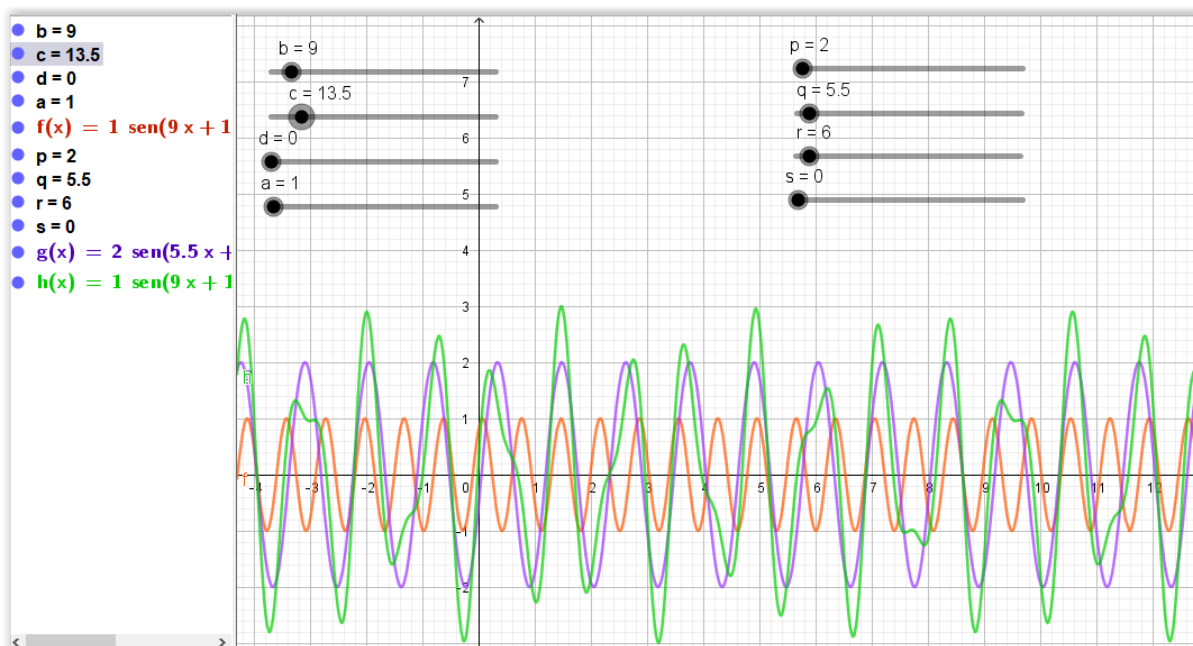 b = 9
c = 13.5
d = 0
a = 1
f(x) = 1 sen(9 x + 1
p = 2
q = 5.5
r = 6
s = 0
g(x) = 2 sen(5.5 x +
h(x) = 1 sen(9 x + 1
b = 9
c = 13.5
d = 0
a = 1
p = 2
q = 5.5
r = 6
s = 0
7
6
5
4
3
2
1
-4 -3 -2 -1 0 1 2 3 4 5 6 7 8 9 10 11 12
-1
-2
h
f